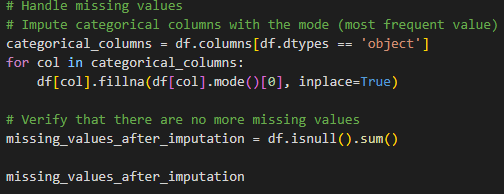 # Handle missing values
# Impute categorical columns with the mode (most frequent value)
categorical_columns = df.columns[df.dtypes == 'object']
for col in categorical_columns:
    df[col].fillna(df[col].mode()[0], inplace=True)

# Verify that there are no more missing values
missing_values_after_imputation = df.isnull().sum()

missing_values_after_imputation